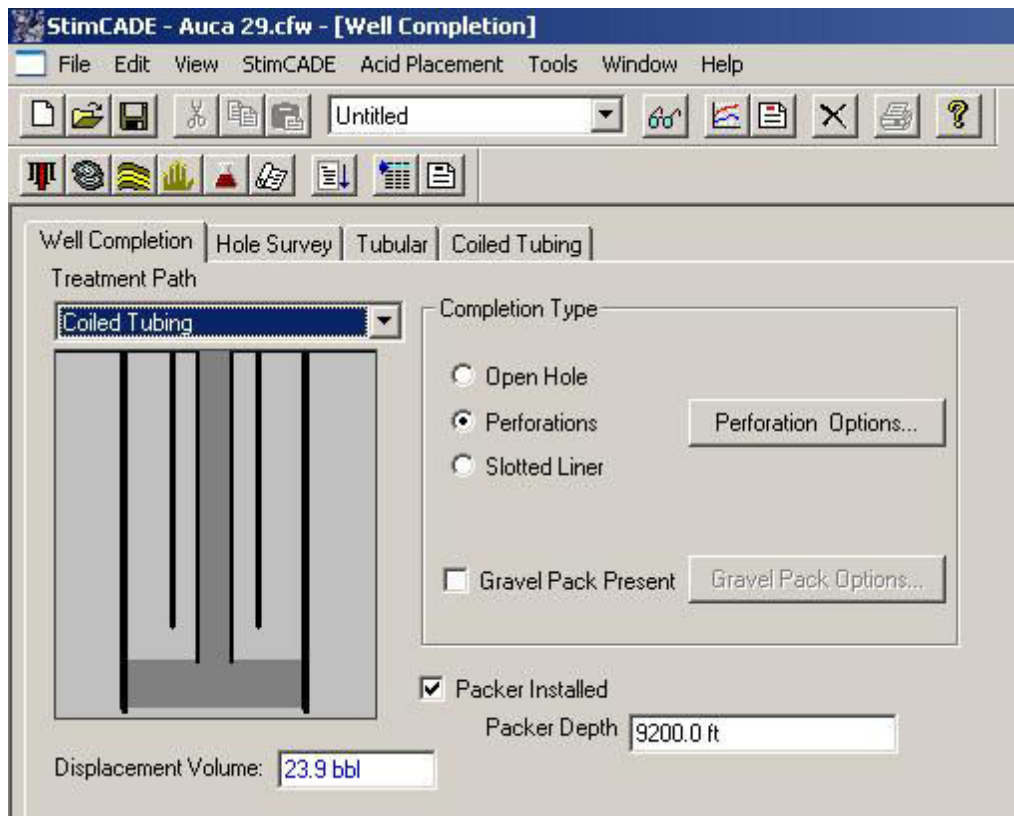 StimCADE - Auca 29.cfw - [Well Completion]
File Edit View StimCADE Acid Placement Tools Window Help
Untitled
Well Completion Hole Survey Tubular Coiled Tubing
Treatment Path
Coiled Tubing
Completion Type
Open Hole
Perforations
Perforation Options...
Slotted Liner
Gravel Pack Present
Gravel Pack Options...
Packer Installed
Packer Depth 9200.0 ft
Displacement Volume: 23.9 bbl